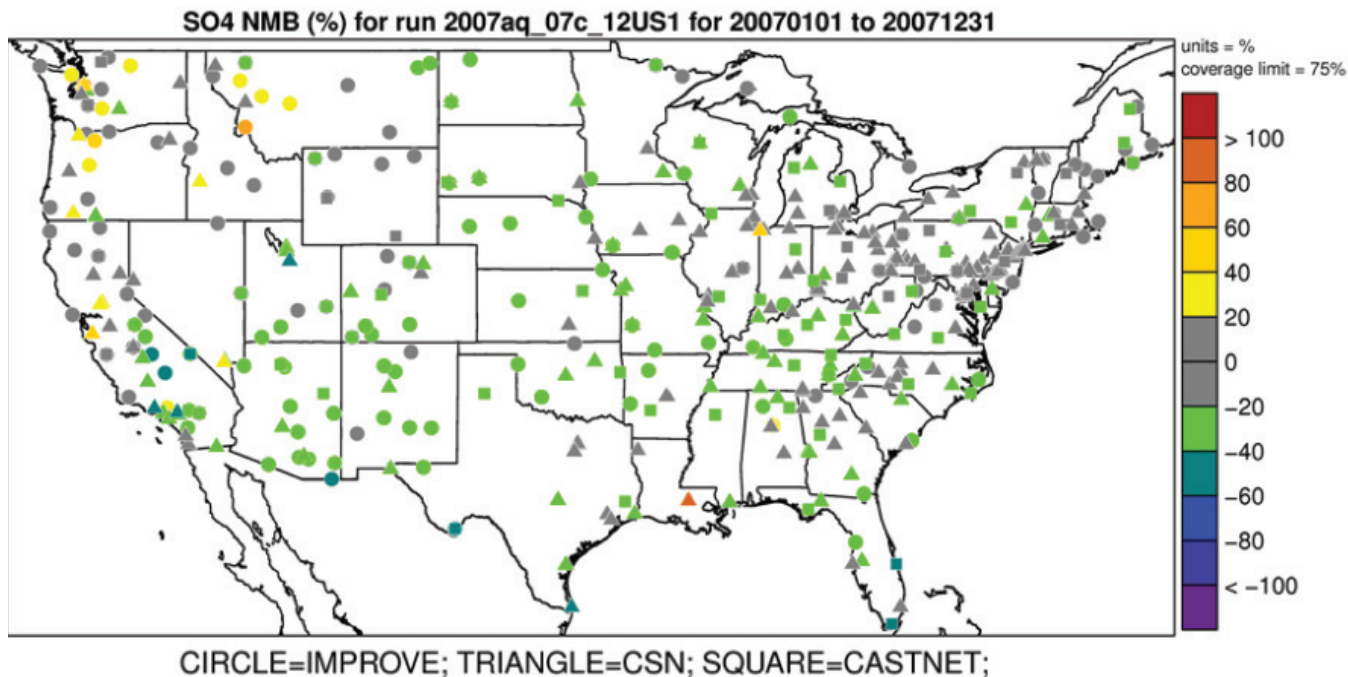 SO4 NMB (%) for run 2007aq_07c_12US1 for 20070101 to 20071231
units = %
coverage limit = 75%
> 100
80
60
40
20
0
−20
−40
−60
−80
< −100
CIRCLE=IMPROVE; TRIANGLE=CSN; SQUARE=CASTNET;